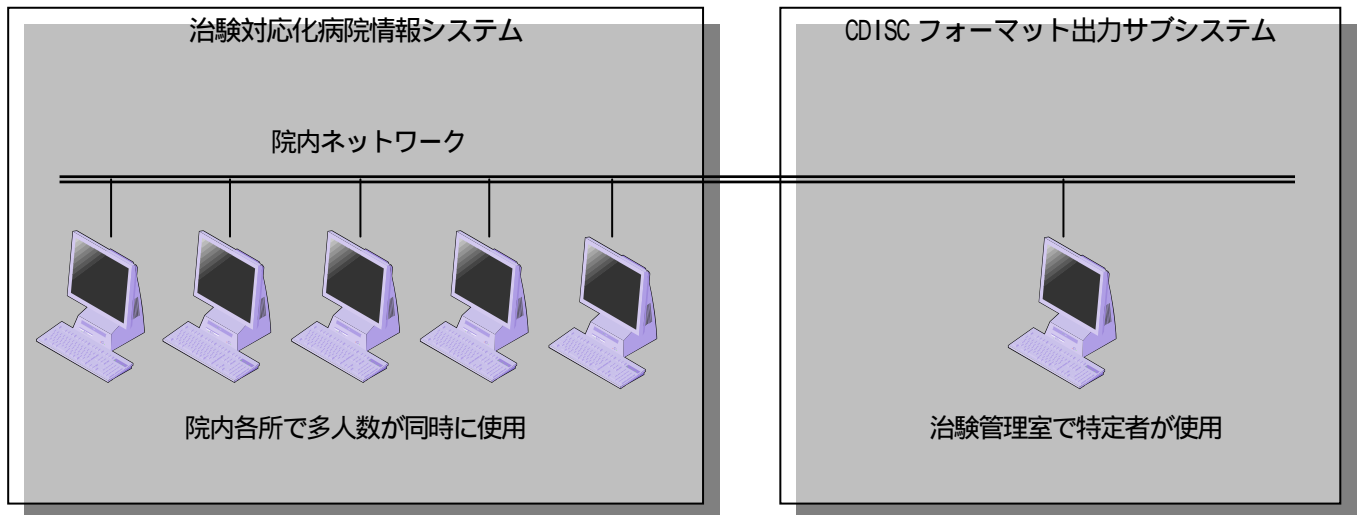 治験対応化病院情報システム
CDISC フォーマット出力サブシステム
院内ネットワーク
院内各所で多人数が同時に使用
治験管理室で特定者が使用